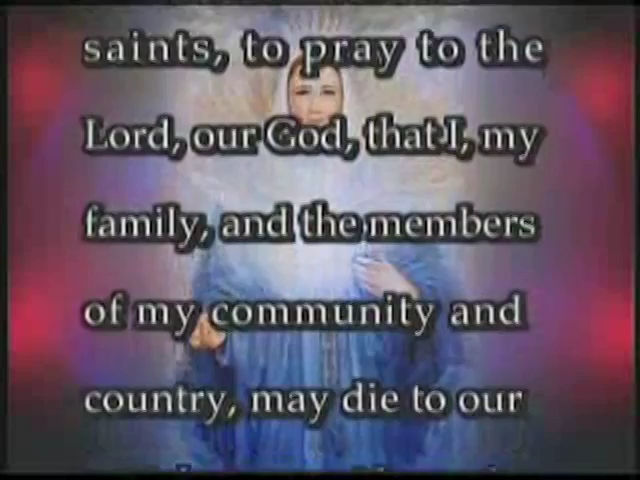 saints, to pray to the
Lord, our God, that I, my
family, and the members
of my community and
country, may die to our